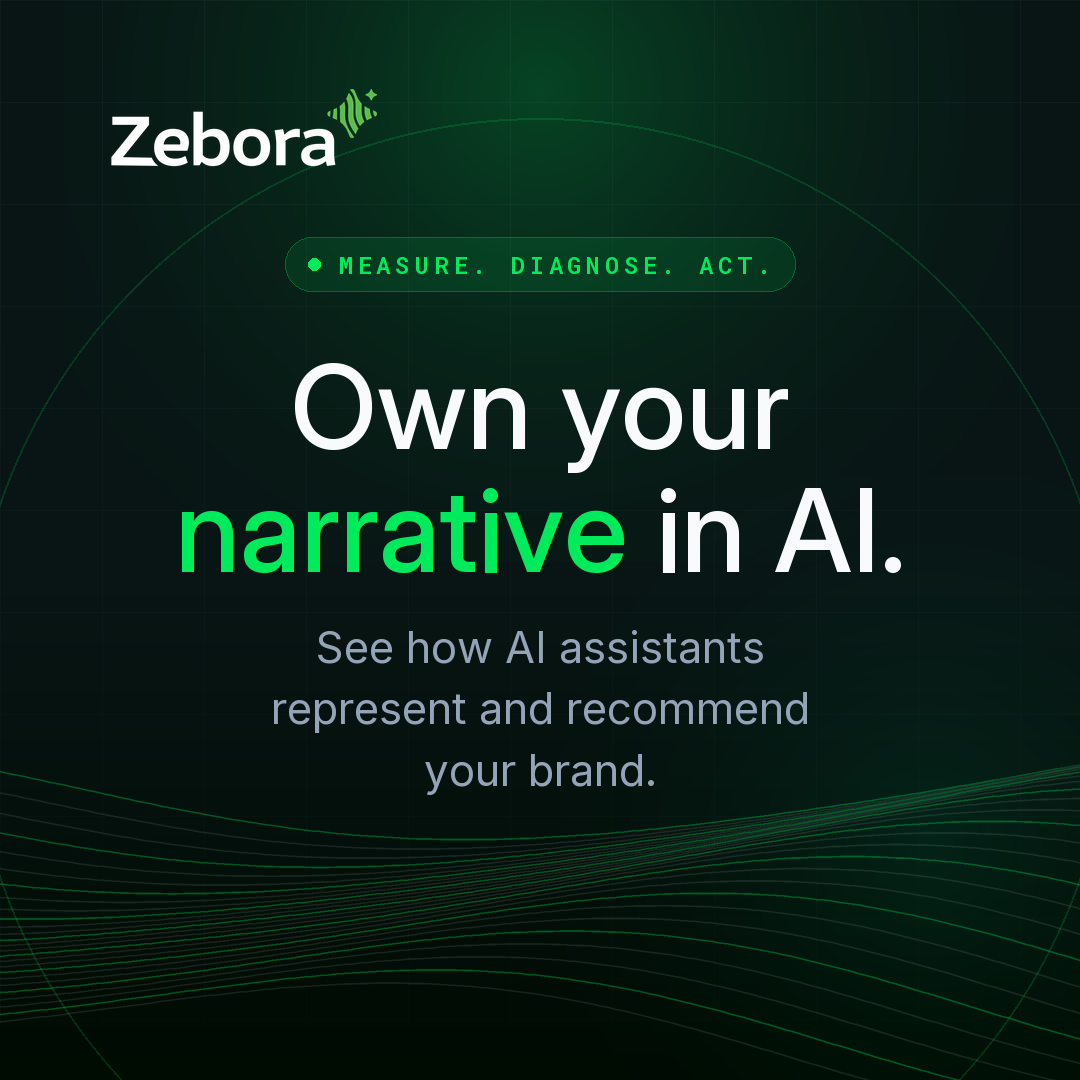 Zebora
MEASURE. DIAGNOSE. ACT.
Own your
narrative in AI.
See how AI assistants
represent and recommend
your brand.